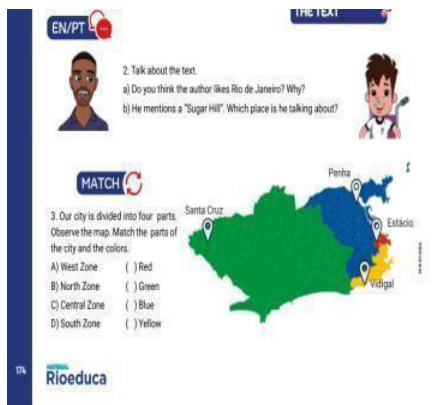 THE TEXT
EN/PT
2. Talk about the text.
a) Do you think the author likes Rio de Janeiro? Why?
b) He mentions a "Sugar Hill". Which place is he talking about?
MATCH
3. Our city is divided into four parts.
Observe the map. Match the parts of
the city and the colors.
A) West Zone ( ) Red
B) North Zone ( ) Green
C) Central Zone ( ) Blue
D) South Zone ( ) Yellow
Penha
Santa Cruz
Estácio
Vidigal
174
Rioeduca